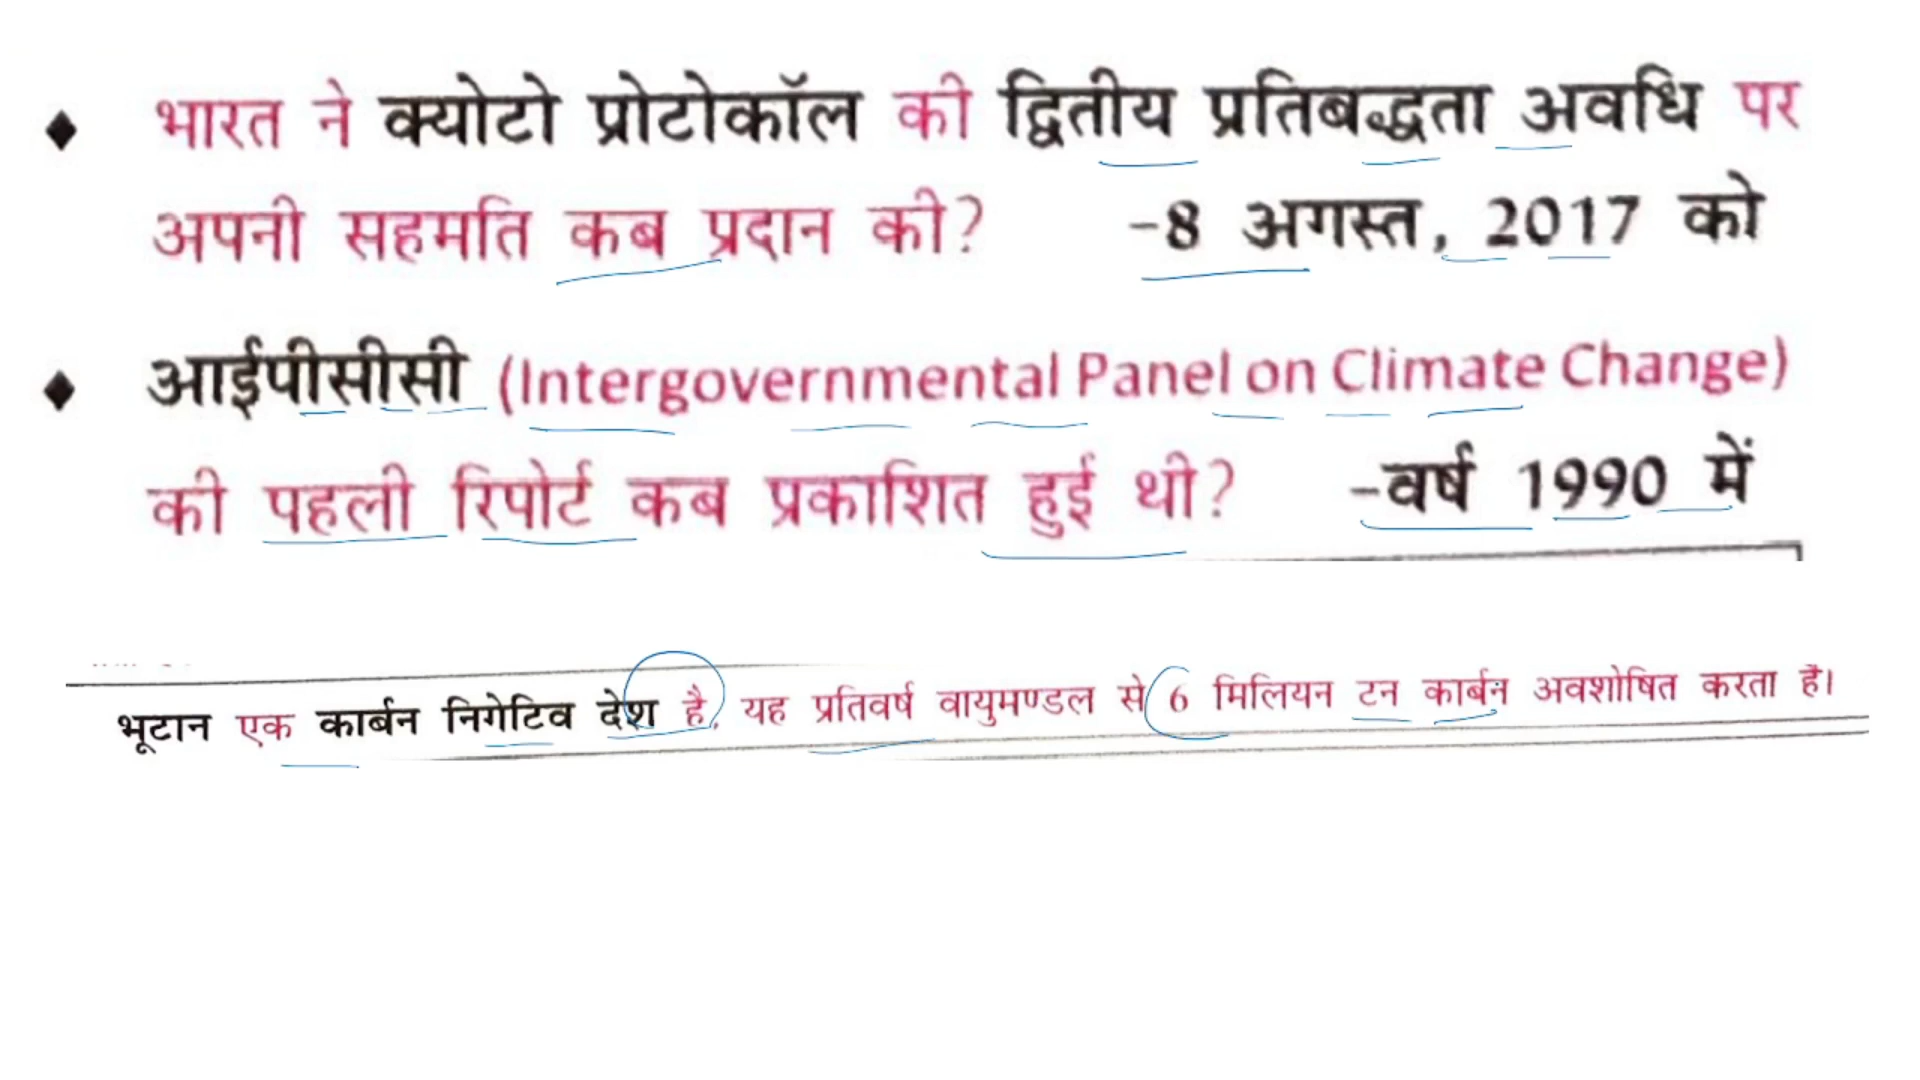 ♦ भारत ने क्योटो प्रोटोकॉल की द्वितीय प्रतिबद्धता अवधि पर
अपनी सहमति कब प्रदान की? -8 अगस्त, 2017 को
♦ आईपीसीसी (Intergovernmental Panel on Climate Change)
की पहली रिपोर्ट कब प्रकाशित हुई थी? -वर्ष 1990 में
भूटान एक कार्बन निगेटिव देश है, यह प्रतिवर्ष वायुमण्डल से 6 मिलियन टन कार्बन अवशोषित करता है।